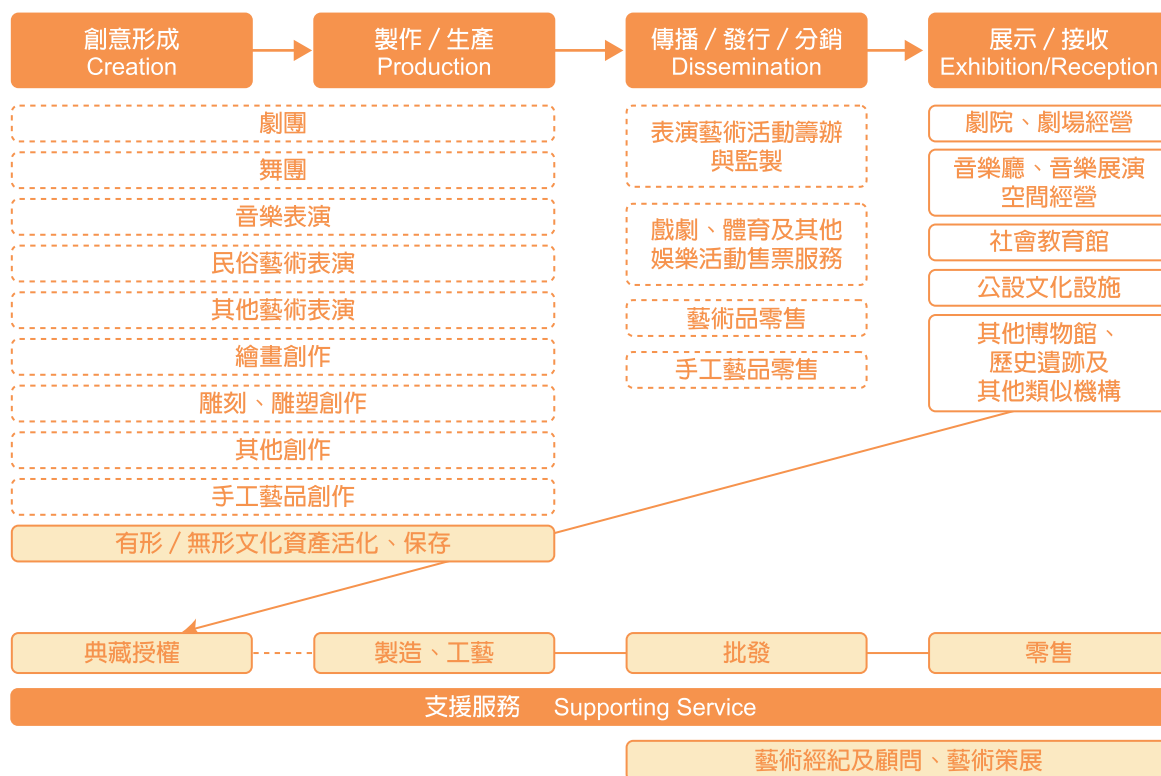 創意形成
Creation
製作 / 生產
Production
傳播 / 發行 / 分銷
Dissemination
展示 / 接收
Exhibition/Reception
劇團
舞團
音樂表演
民俗藝術表演
其他藝術表演
繪畫創作
雕刻、雕塑創作
其他創作
手工藝品創作
有形 / 無形文化資產活化、保存
表演藝術活動籌辦
與監製
戲劇、體育及其他
娛樂活動售票服務
藝術品零售
手工藝品零售
劇院、劇場經營
音樂廳、音樂展演
空間經營
社會教育館
公設文化設施
其他博物館、
歷史遺跡及
其他類似機構
典藏授權
製造、工藝
批發
零售
支援服務 Supporting Service
藝術經紀及顧問、藝術策展